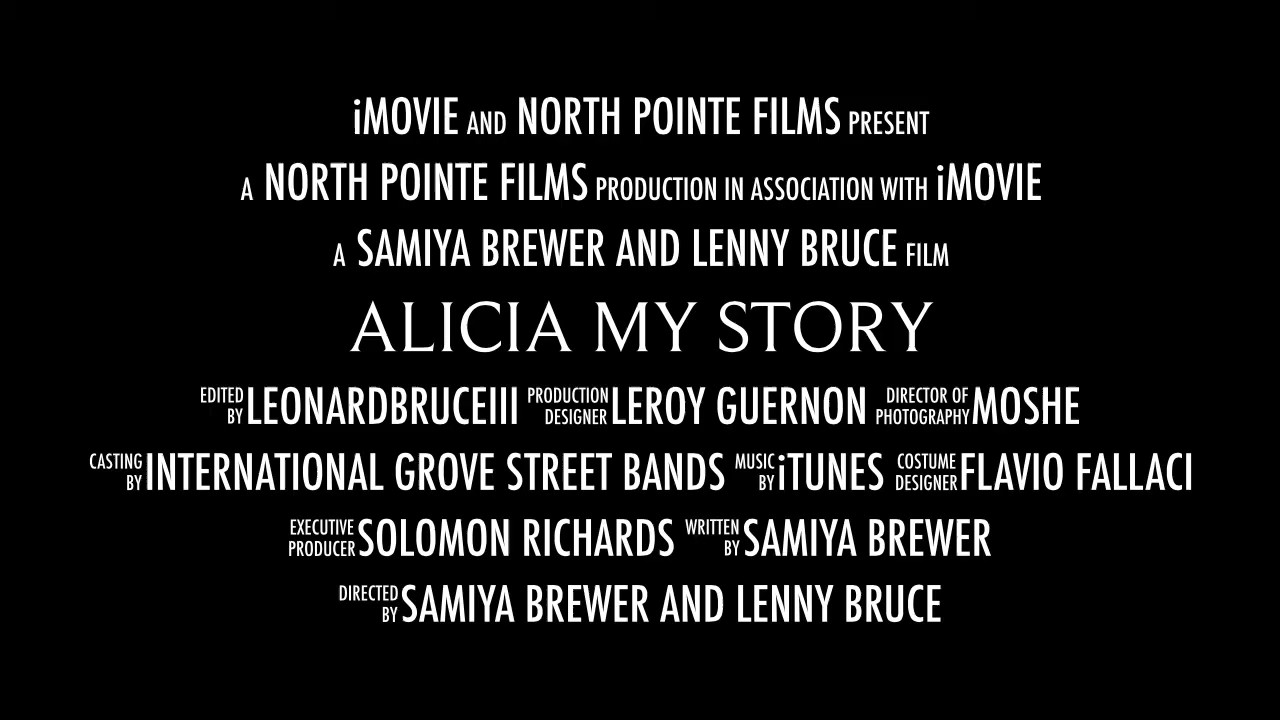 iMOVIE AND NORTH POINTE FILMS PRESENT
A NORTH POINTE FILMS PRODUCTION IN ASSOCIATION WITH iMOVIE
A SAMIYA BREWER AND LENNY BRUCE FILM
ALICIA MY STORY
EDITED BY LEONARDBRUCEIII PRODUCTION DESIGNER LEROY GUERNON DIRECTOR OF PHOTOGRAPHY MOSHE
CASTING BY INTERNATIONAL GROVE STREET BANDS MUSIC BY iTUNES COSTUME DESIGNER FLAVIO FALLACI
EXECUTIVE PRODUCER SOLOMON RICHARDS WRITTEN BY SAMIYA BREWER
DIRECTED BY SAMIYA BREWER AND LENNY BRUCE